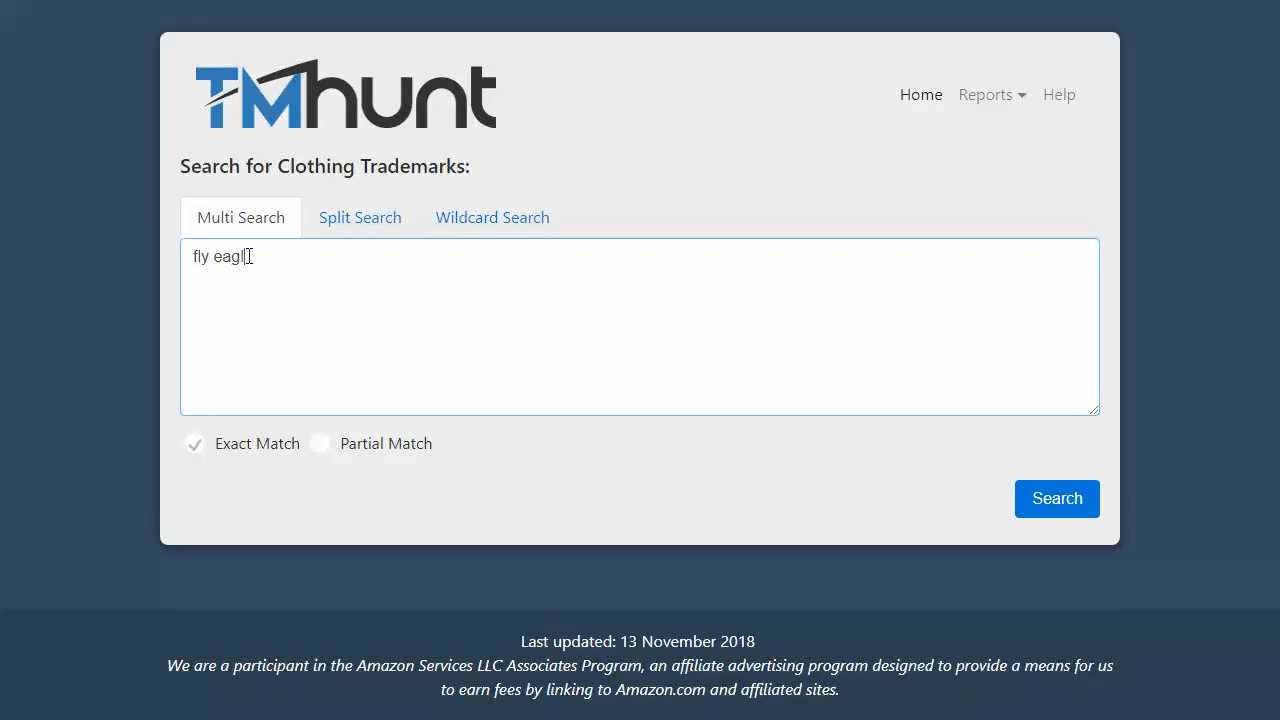 TMhunt
Home Reports Help
Search for Clothing Trademarks:
Multi Search Split Search Wildcard Search
fly eagl
Exact Match Partial Match
Search
Last updated: 13 November 2018
We are a participant in the Amazon Services LLC Associates Program, an affiliate advertising program designed to provide a means for us
to earn fees by linking to Amazon.com and affiliated sites.